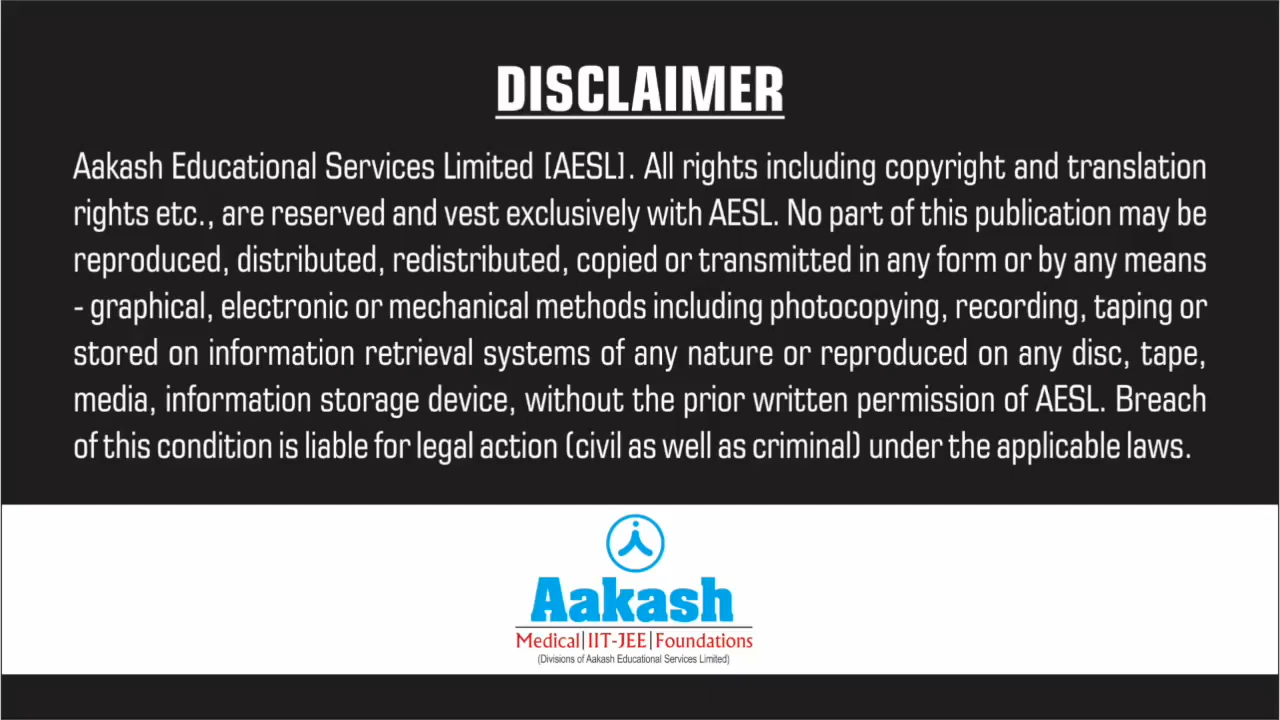 DISCLAIMER
Aakash Educational Services Limited [AESL]. All rights including copyright and translation
rights etc., are reserved and vest exclusively with AESL. No part of this publication may be
reproduced, distributed, redistributed, copied or transmitted in any form or by any means
- graphical, electronic or mechanical methods including photocopying, recording, taping or
stored on information retrieval systems of any nature or reproduced on any disc, tape,
media, information storage device, without the prior written permission of AESL. Breach
of this condition is liable for legal action (civil as well as criminal) under the applicable laws.
Aakash
Medical|IIT-JEE|Foundations
(Divisions of Aakash Educational Services Limited)